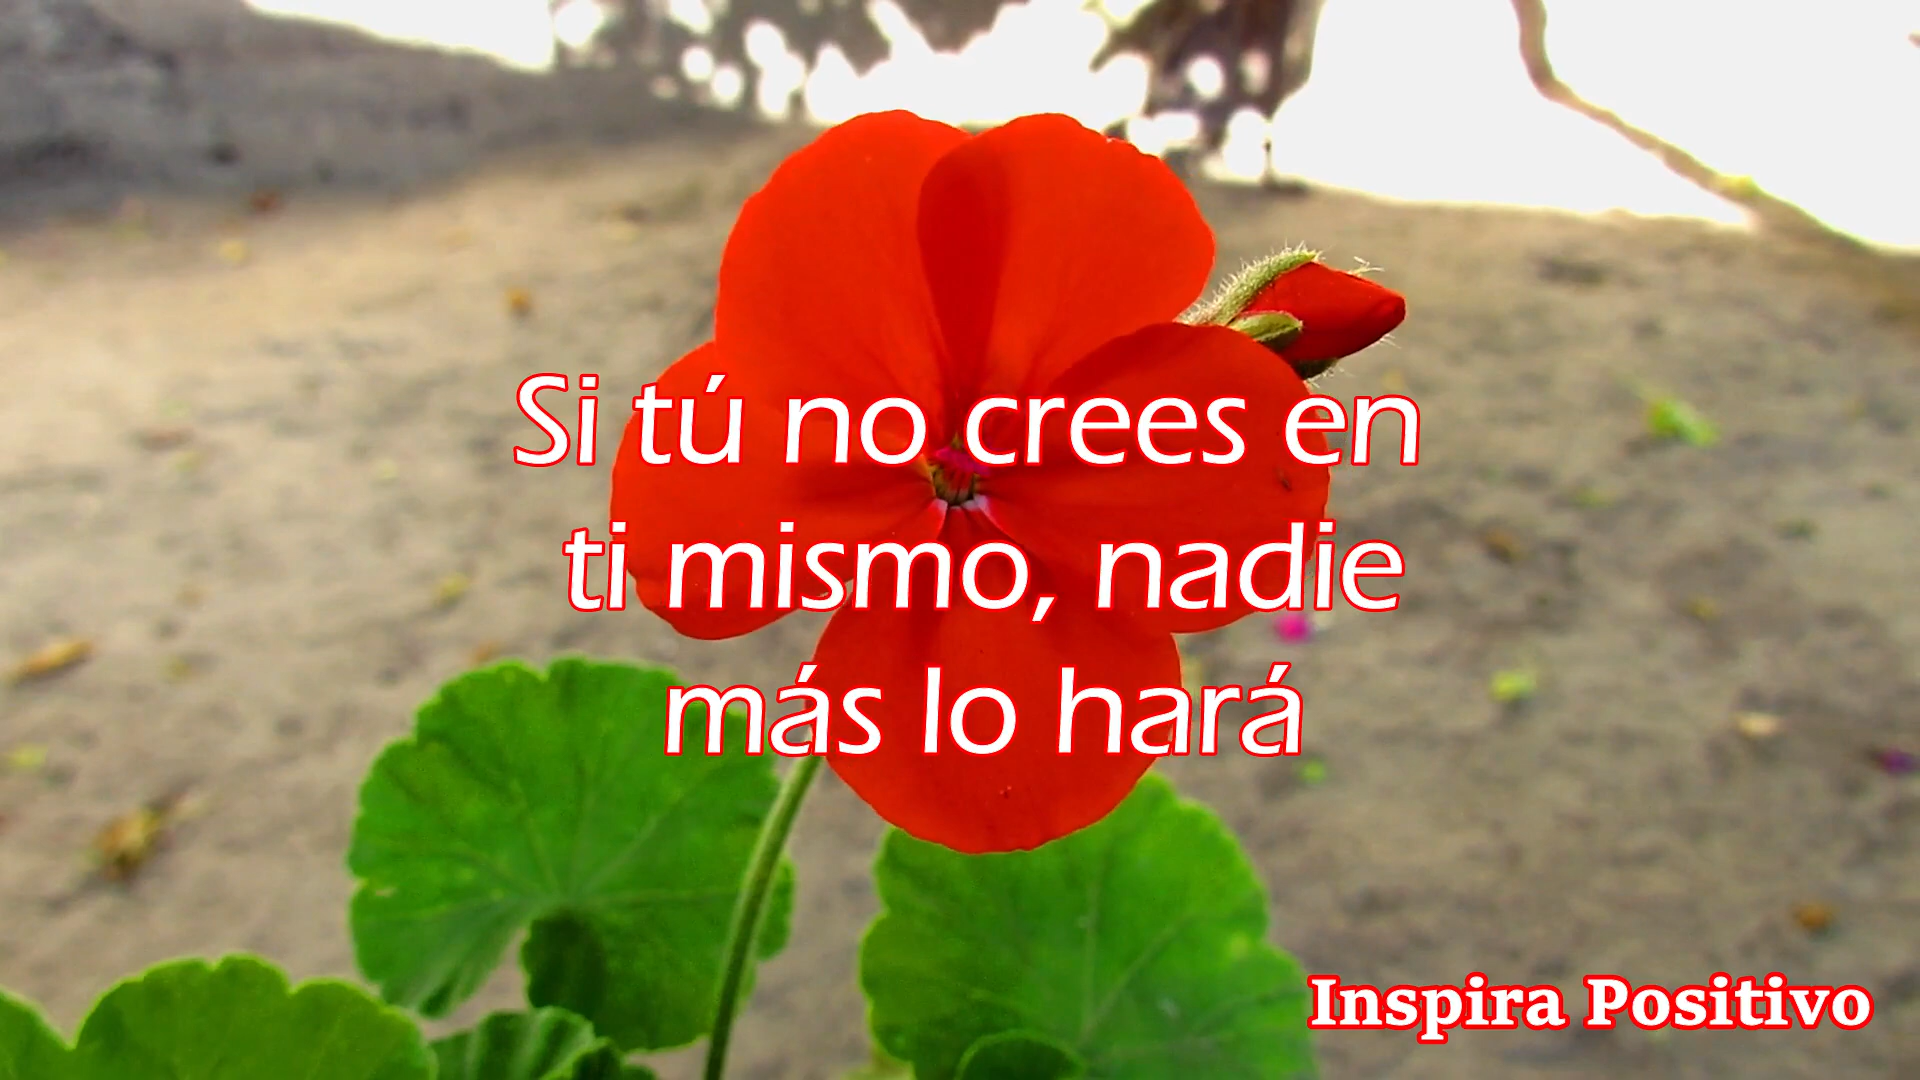 Si tú no crees en
ti mismo, nadie
más lo hará
Inspira Positivo